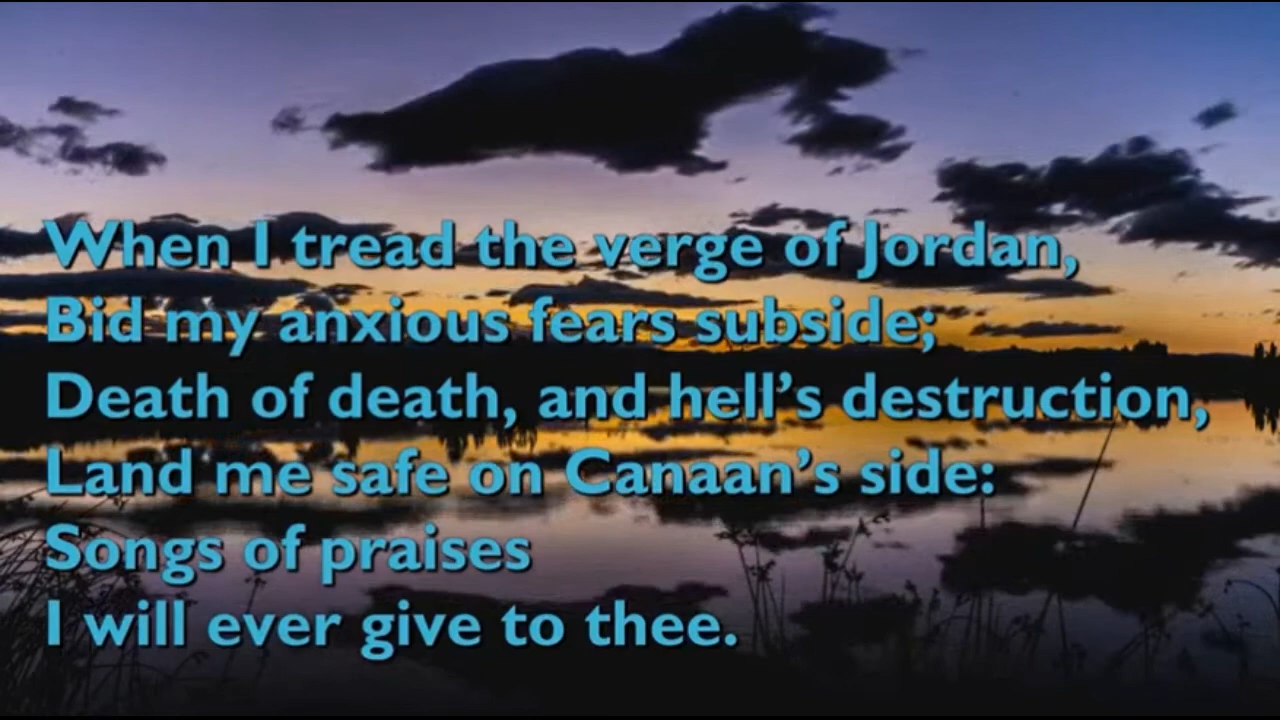 When I tread the verge of Jordan,
Bid my anxious fears subside;
Death of death, and hell’s destruction,
Land me safe on Canaan’s side:
Songs of praises
I will ever give to thee.